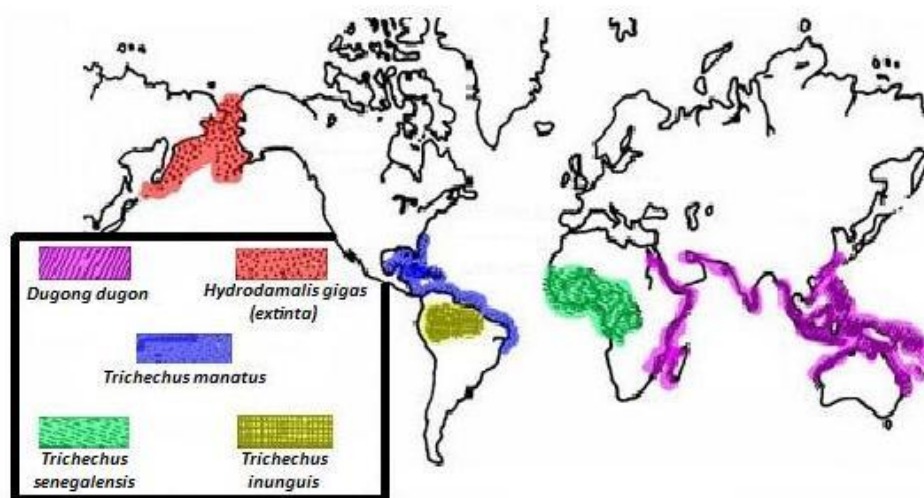 Dugong dugon
Hydrodamalis gigas
(extinta)
Trichechus manatus
Trichechus
senegalensis
Trichechus
inunguis